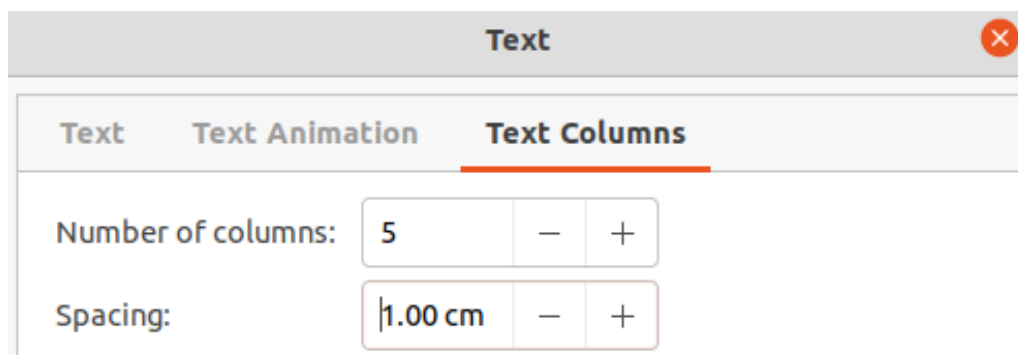 Text
Text Text Animation Text Columns
Number of columns: 5
Spacing: 1.00 cm